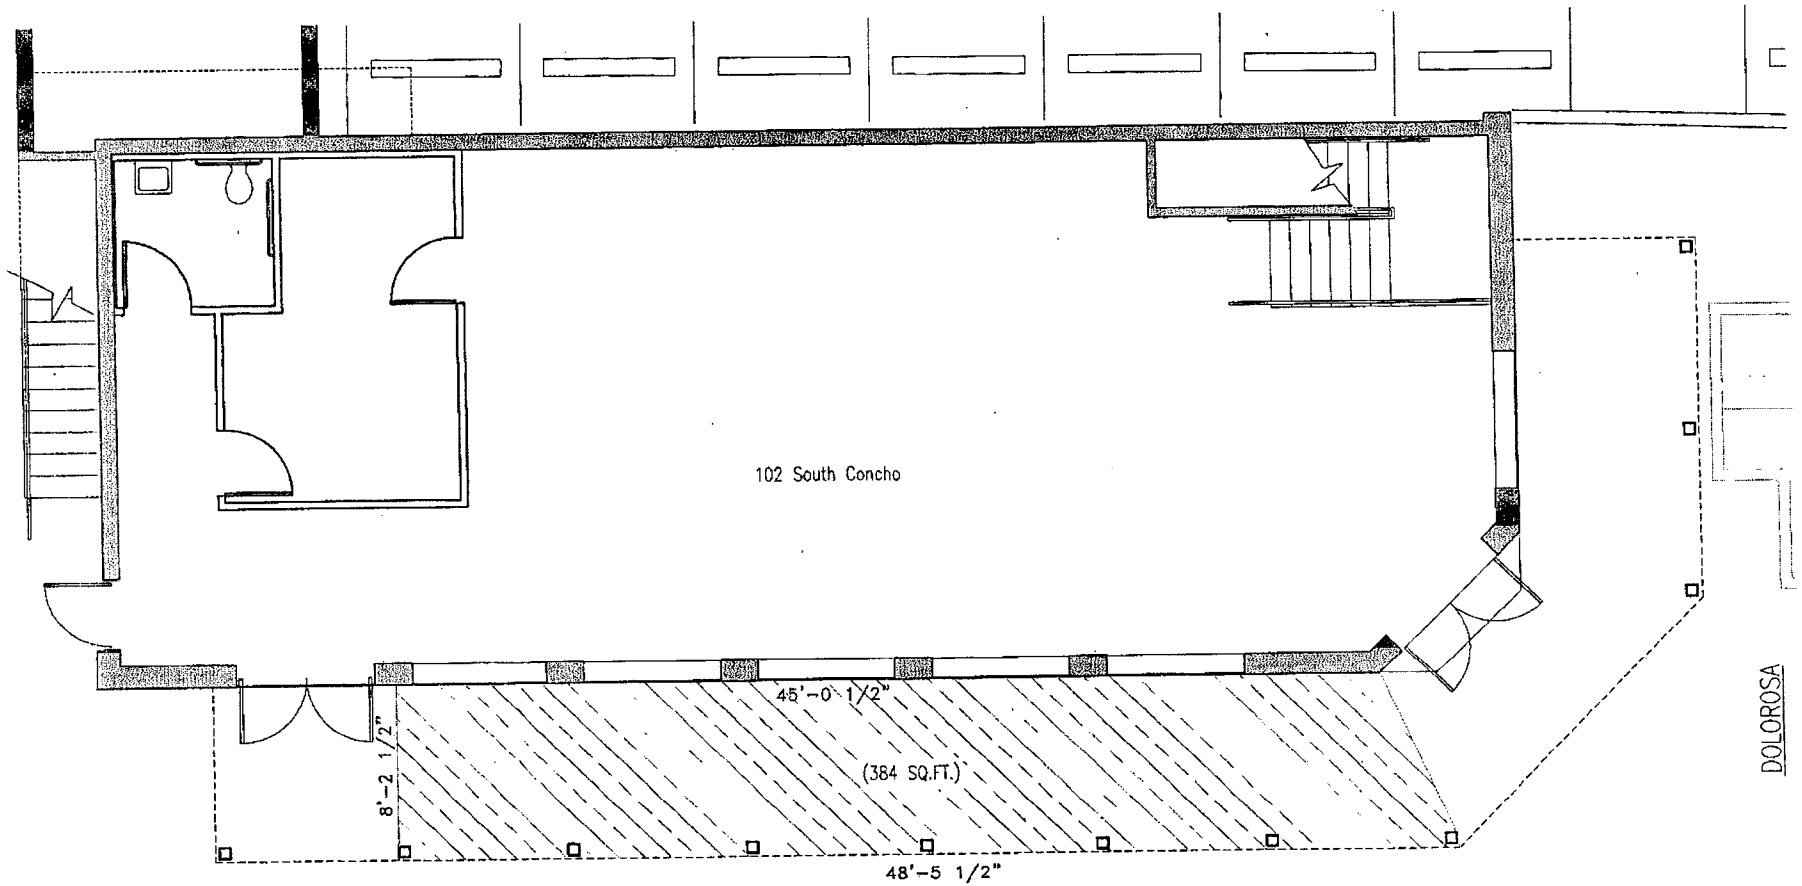 102 South Concho
45'-0 1/2"
8'-2 1/2"
(384 SQ.FT.)
48'-5 1/2"
DOLOROSA